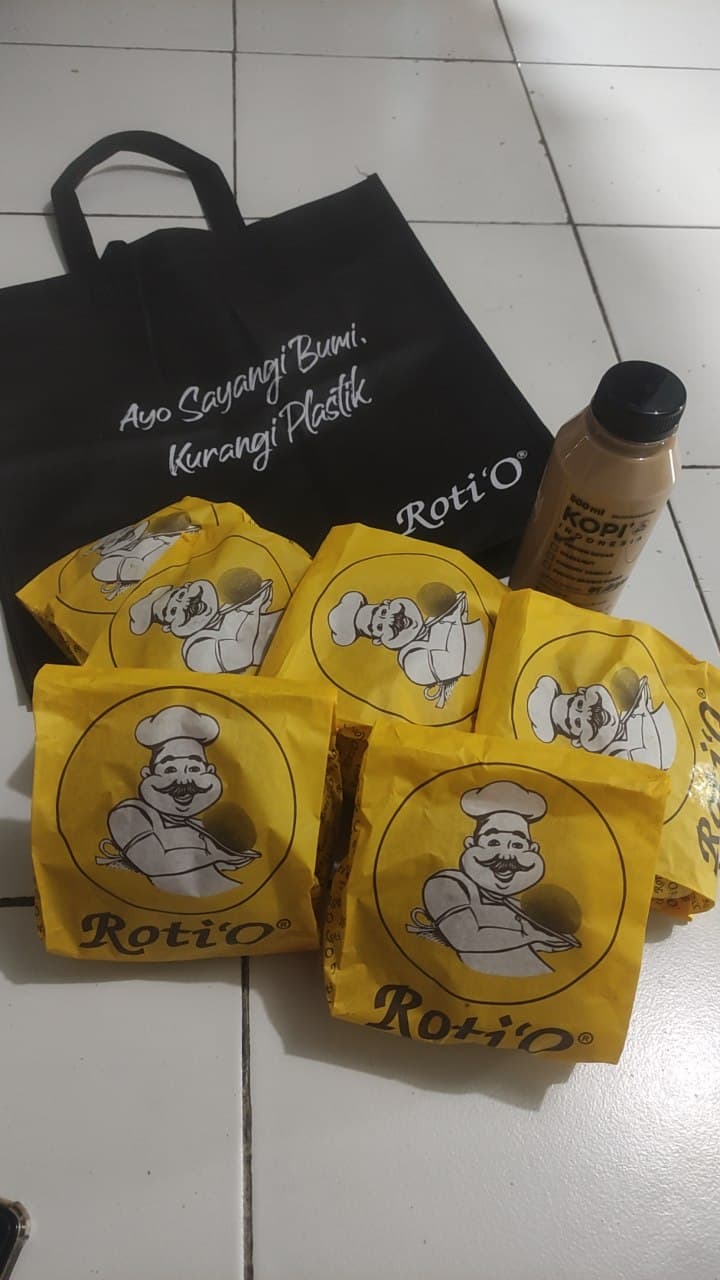 Ayo Sayangi Bumi,
Kurangi Plastik
Roti'O®
500 ml
KOPI'O
INDONESIA
Roti'O®
Roti'O®
Roti'O